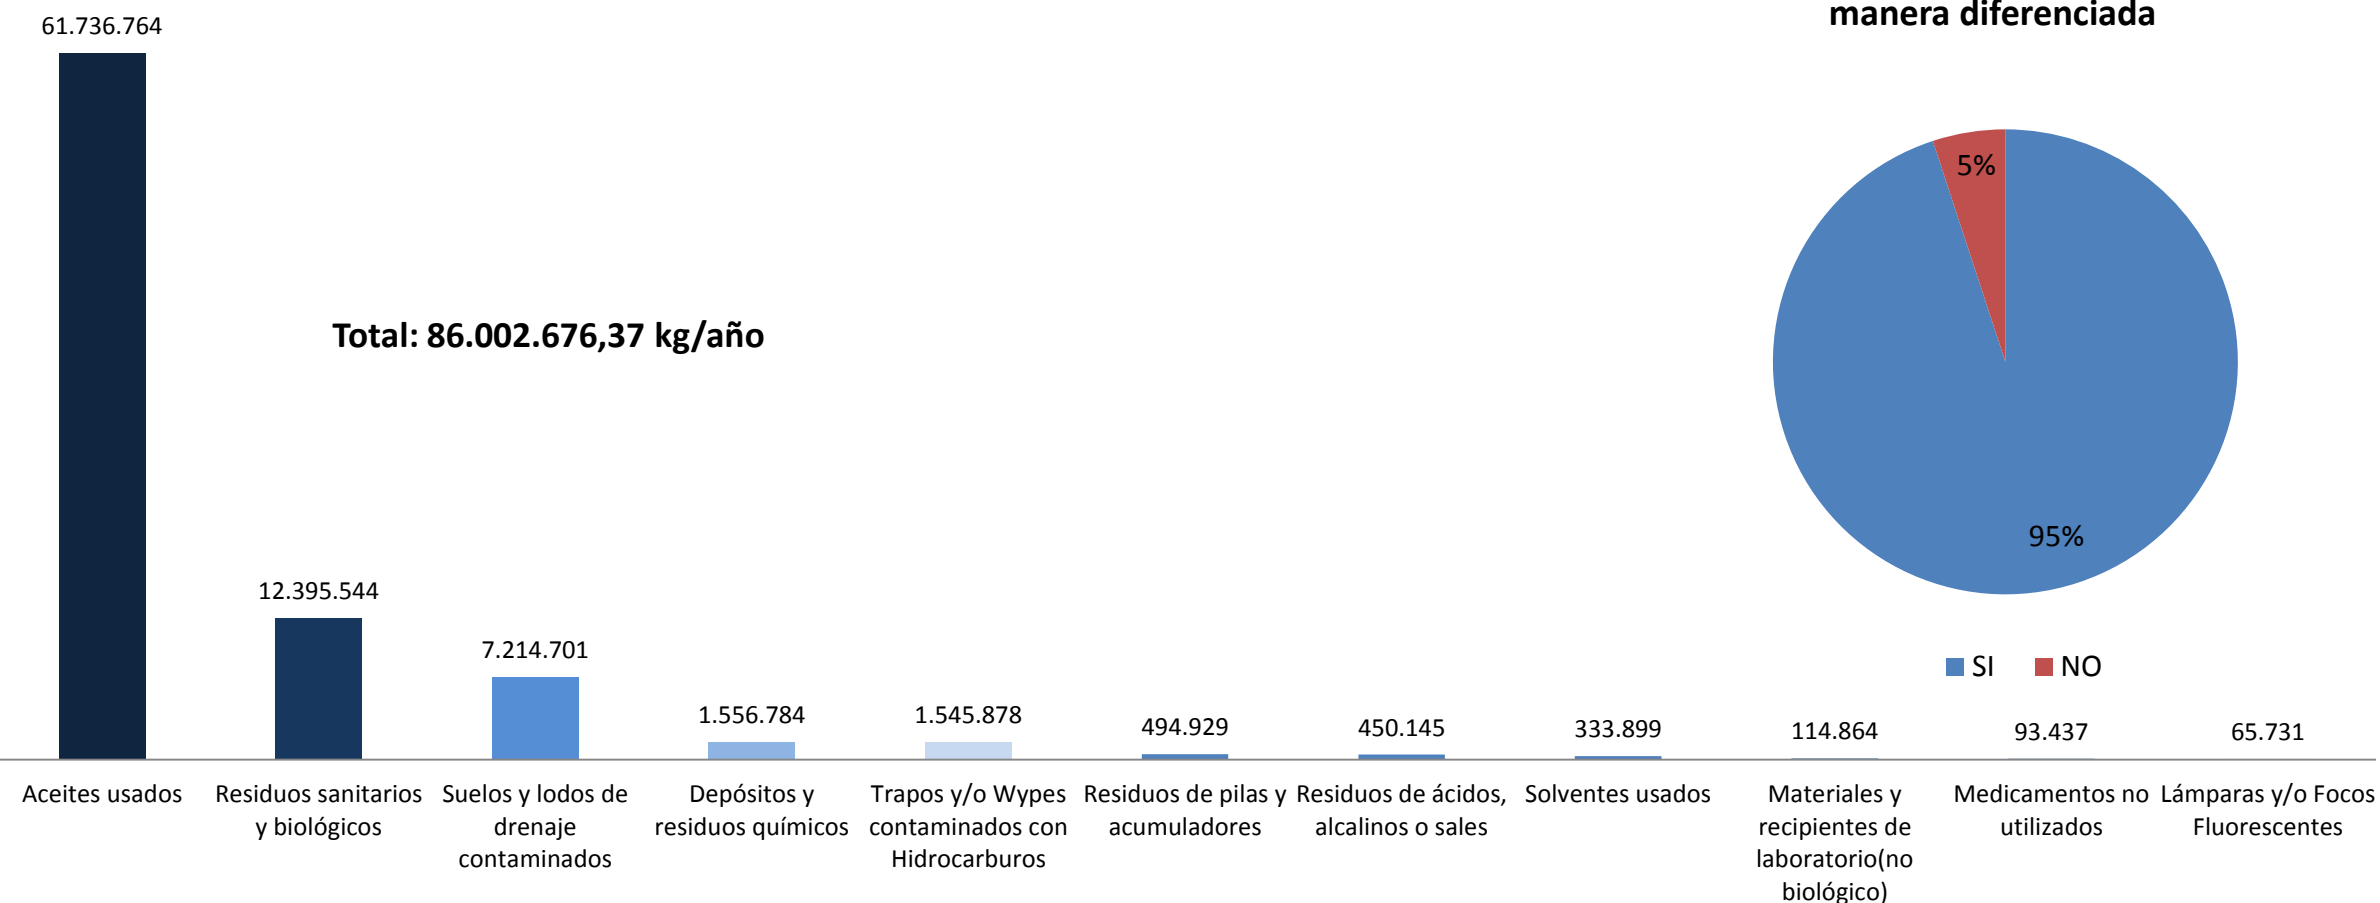 manera diferenciada
61.736.764
Total: 86.002.676,37 kg/año
12.395.544
7.214.701
1.556.784
1.545.878
494.929
450.145
333.899
114.864
93.437
65.731
Aceites usados
Residuos sanitarios
y biológicos
Suelos y lodos de
drenaje
contaminados
Depósitos y
residuos químicos
Trapos y/o Wypes
contaminados con
Hidrocarburos
Residuos de pilas y
acumuladores
Residuos de ácidos,
alcalinos o sales
Solventes usados
Materiales y
recipientes de
laboratorio(no
biológico)
Medicamentos no
utilizados
Lámparas y/o Focos
Fluorescentes
5%
95%
SI NO